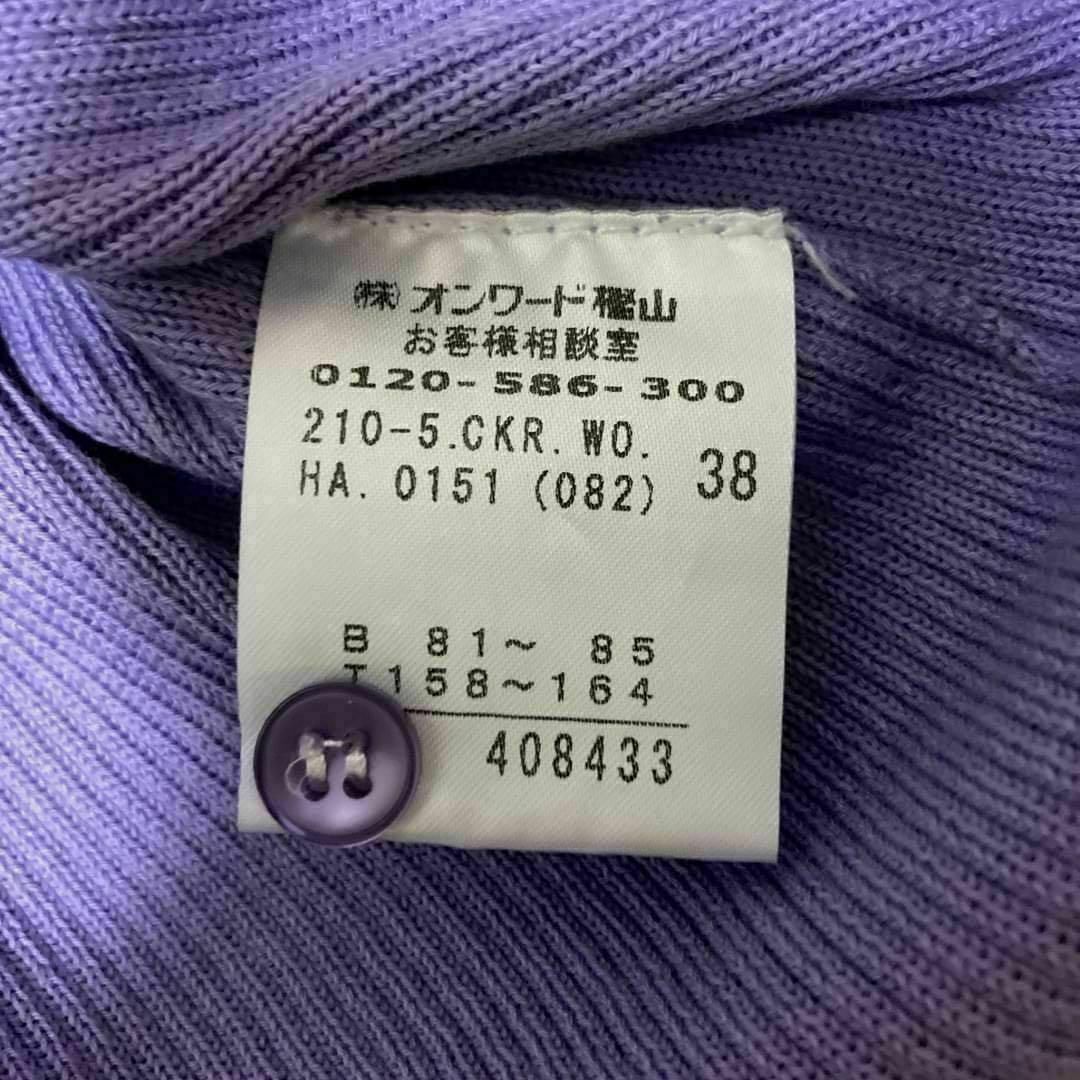 ㈱オンワード樫山
お客様相談室
0120-586-300
210-5.CKR.WO.
HA. 0151 (082) 38
B 81～ 85
T158～164
408433